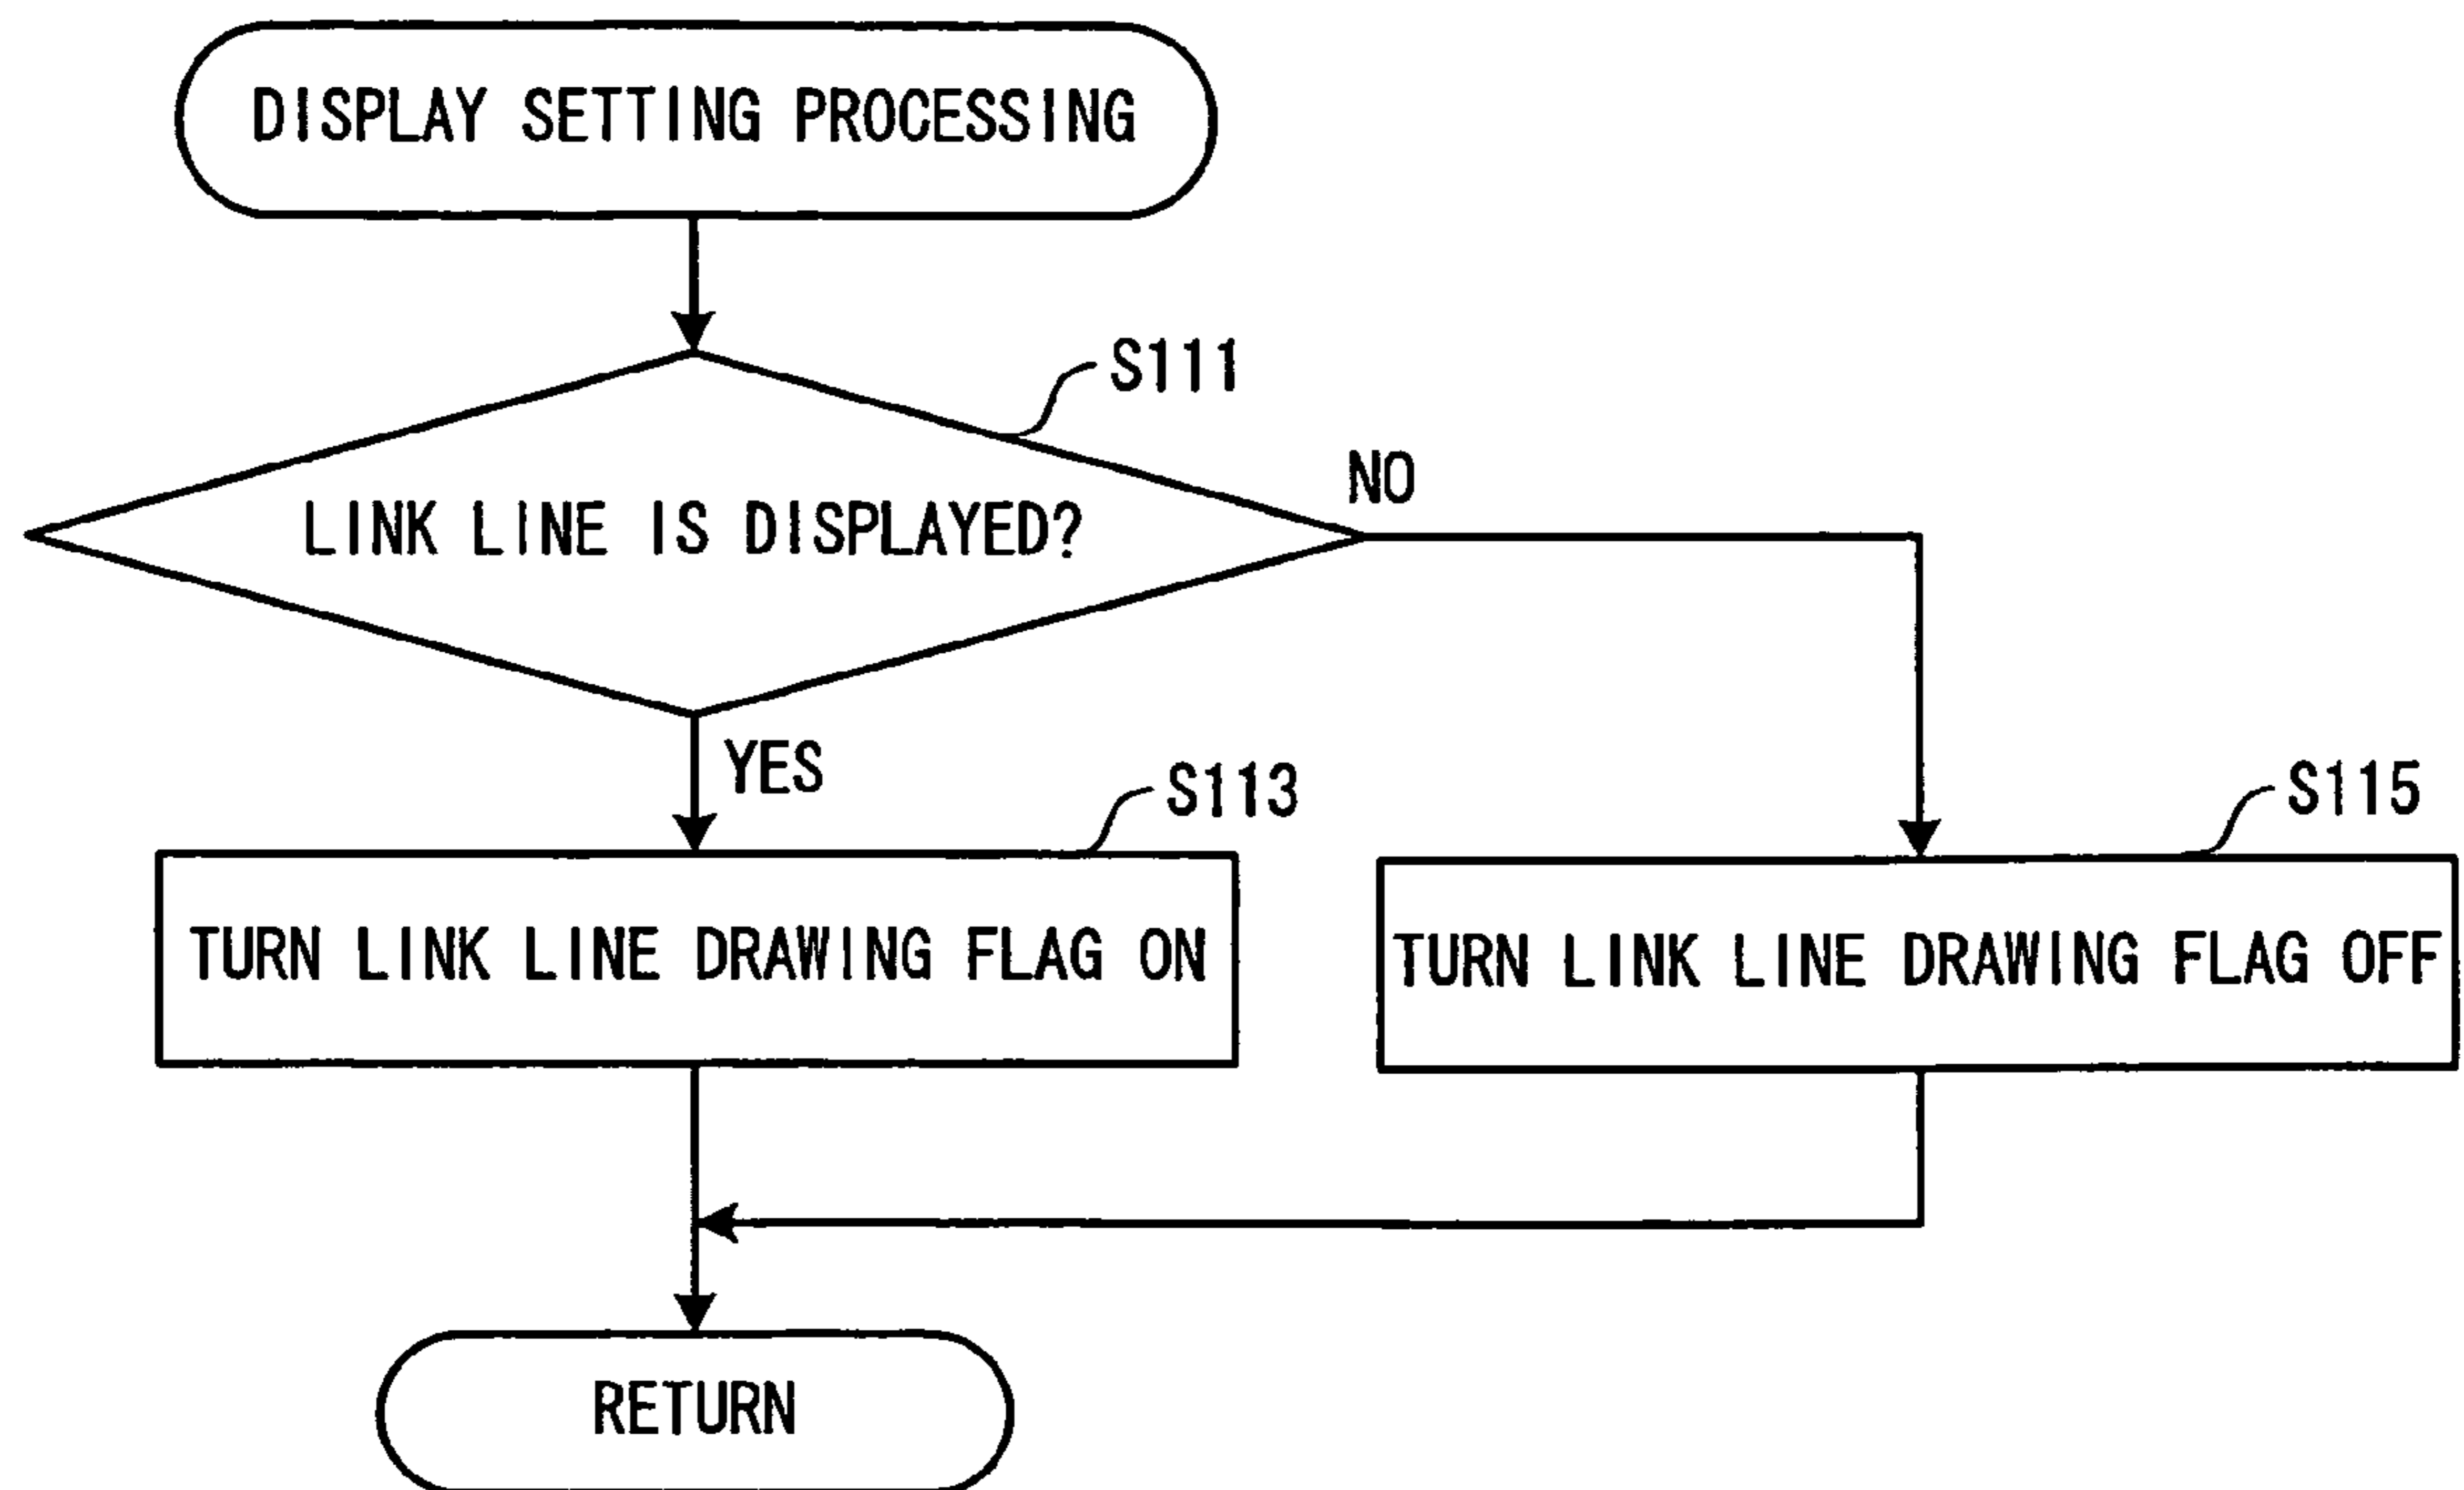 DISPLAY SETTING PROCESSING
S111
LINK LINE IS DISPLAYED?
NO
YES
S113
S115
TURN LINK LINE DRAWING FLAG ON
TURN LINK LINE DRAWING FLAG OFF
RETURN